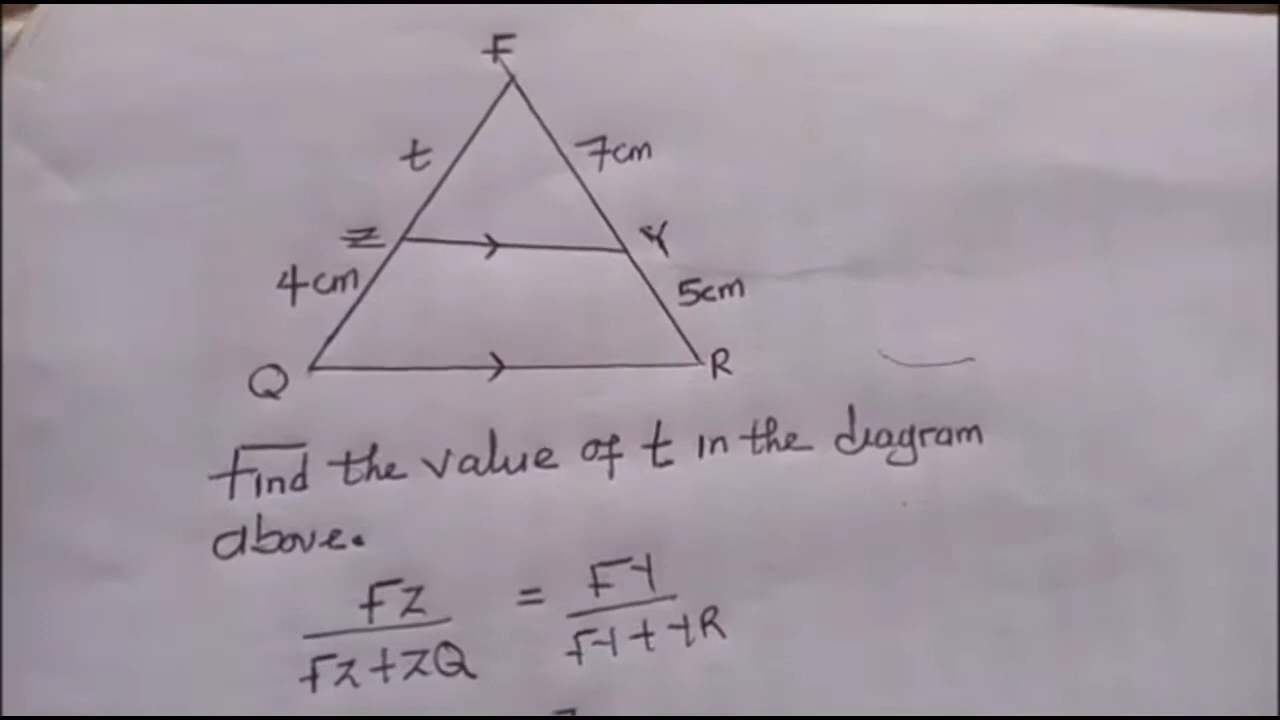 F
t 7cm
Z Y
4cm 5cm
Q R
Find the value of t in the diagram
above.
FZ/FZ+ZQ = FY/FY+YR